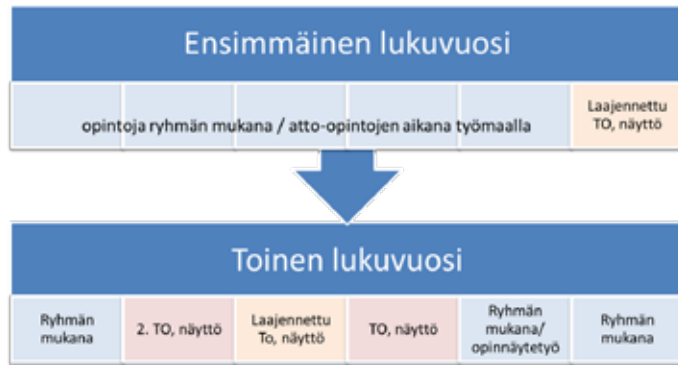 Ensimmäinen lukuvuosi
opintoja ryhmän mukana / atto-opintojen aikana työmaalla
Laajennettu
TO, näyttö
Toinen lukuvuosi
Ryhmän
mukana
2. TO, näyttö
Laajennettu
To, näyttö
TO, näyttö
Ryhmän
mukana/
opinnäytetyö
Ryhmän
mukana